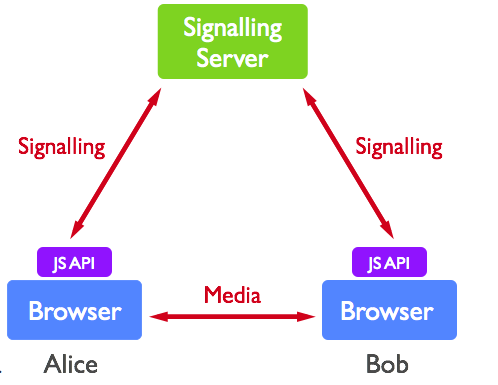 Signalling
Server
Signalling
Signalling
JS API
JS API
Browser
Media
Browser
Alice
Bob